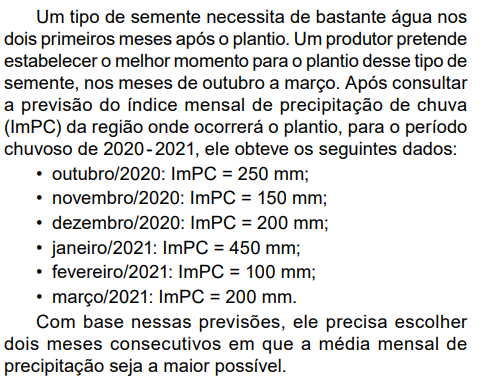 Um tipo de semente necessita de bastante água nos
dois primeiros meses após o plantio. Um produtor pretende
estabelecer o melhor momento para o plantio desse tipo de
semente, nos meses de outubro a março. Após consultar
a previsão do índice mensal de precipitação de chuva
(ImPC) da região onde ocorrerá o plantio, para o período
chuvoso de 2020-2021, ele obteve os seguintes dados:
• outubro/2020: ImPC = 250 mm;
• novembro/2020: ImPC = 150 mm;
• dezembro/2020: ImPC = 200 mm;
• janeiro/2021: ImPC = 450 mm;
• fevereiro/2021: ImPC = 100 mm;
• março/2021: ImPC = 200 mm.
Com base nessas previsões, ele precisa escolher
dois meses consecutivos em que a média mensal de
precipitação seja a maior possível.